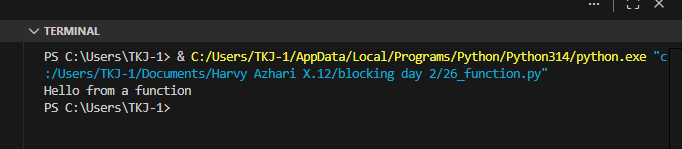 TERMINAL
PS C:\Users\TKJ-1> & C:/Users/TKJ-1/AppData/Local/Programs/Python/Python314/python.exe "c
:/Users/TKJ-1/Documents/Harvy Azhari X.12/blocking day 2/26_function.py"
Hello from a function
PS C:\Users\TKJ-1>